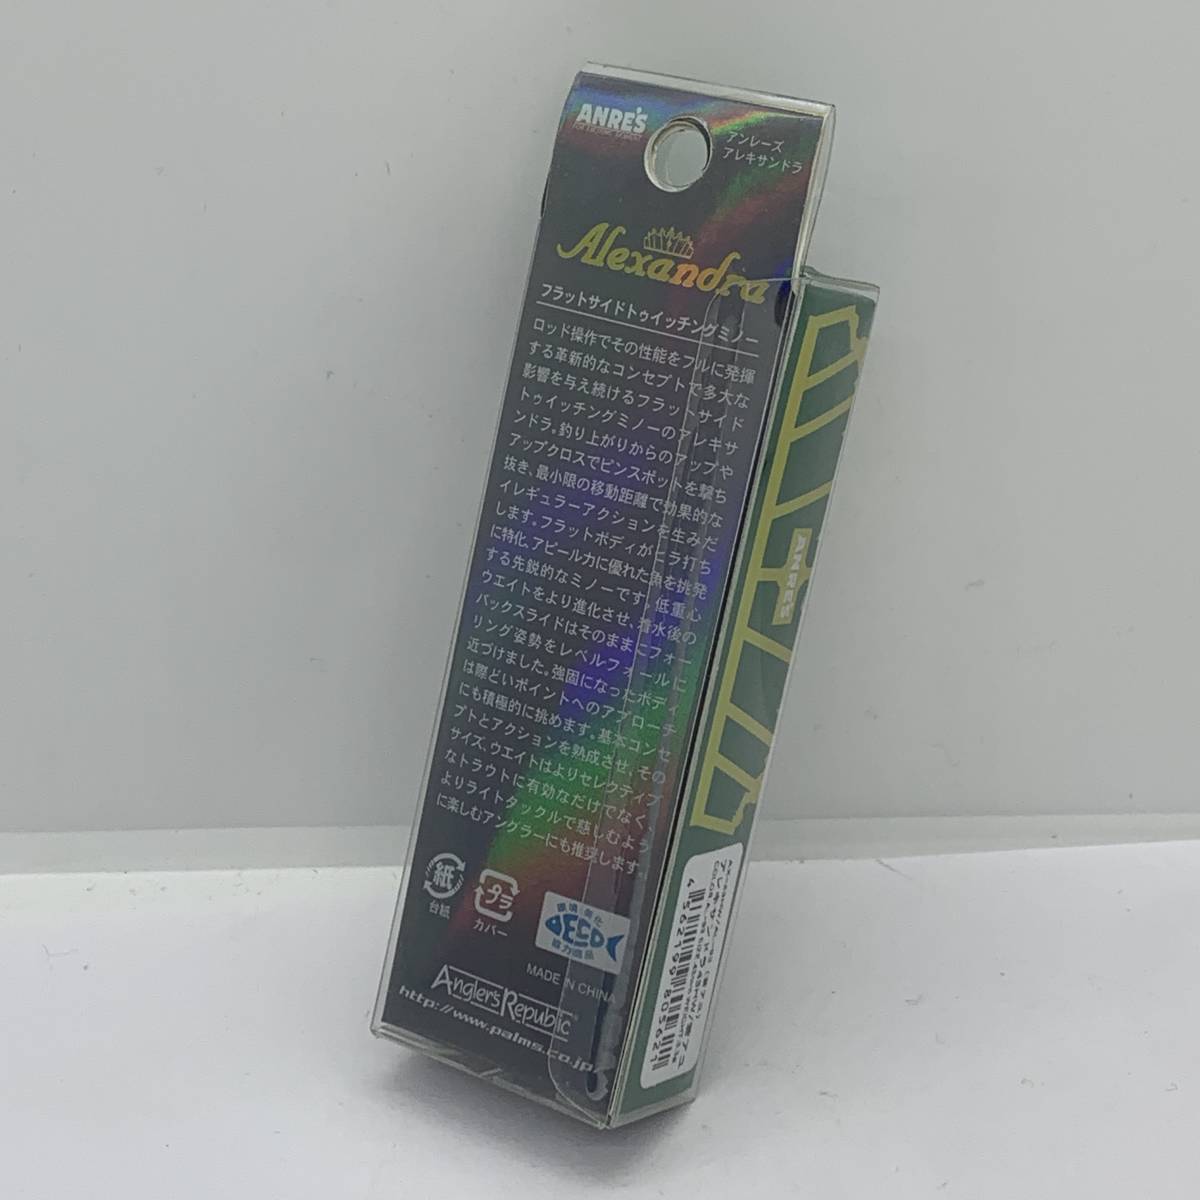 ANRE'S
アンレーズ
アレキサンドラ
Alexandra
フラットサイドトゥイッチングミノー
ロッド操作でその性能をフルに発揮
する革新的なコンセプトで多大な
影響を与え続けるフラットサイド
トゥイッチングミノーのアレキサ
ンドラ。釣り上がりからのアップや
アップクロスでピンスポットを撃ち
抜き、最小限の移動距離で効果的な
イレギュラーアクションを生みだ
します。フラットボディがヒラ打ち
に特化、アピール力に優れた魚を挑発
する先鋭的なミノーです。低重心
ウエイトをより進化させ、着水後の
バックスライドはそのままにフォー
リング姿勢をレベルフォールに
近づけました。強固になったボディ
は際どいポイントへのアプローチ
にも積極的に挑めます。基本コンセ
プトとアクションを熟成させ、その
サイズ、ウエイトはよりセレクティブ
なトラウトに有効なだけでなく、
よりライトタックルで慈しむよう
に楽しむアングラーにも推奨します。
紙
台紙
プラ
カバー
環境・進化
ECO
協力商品
MADE IN CHINA
Angler's Republic
http://www.palms.co.jp/
ANRE'S